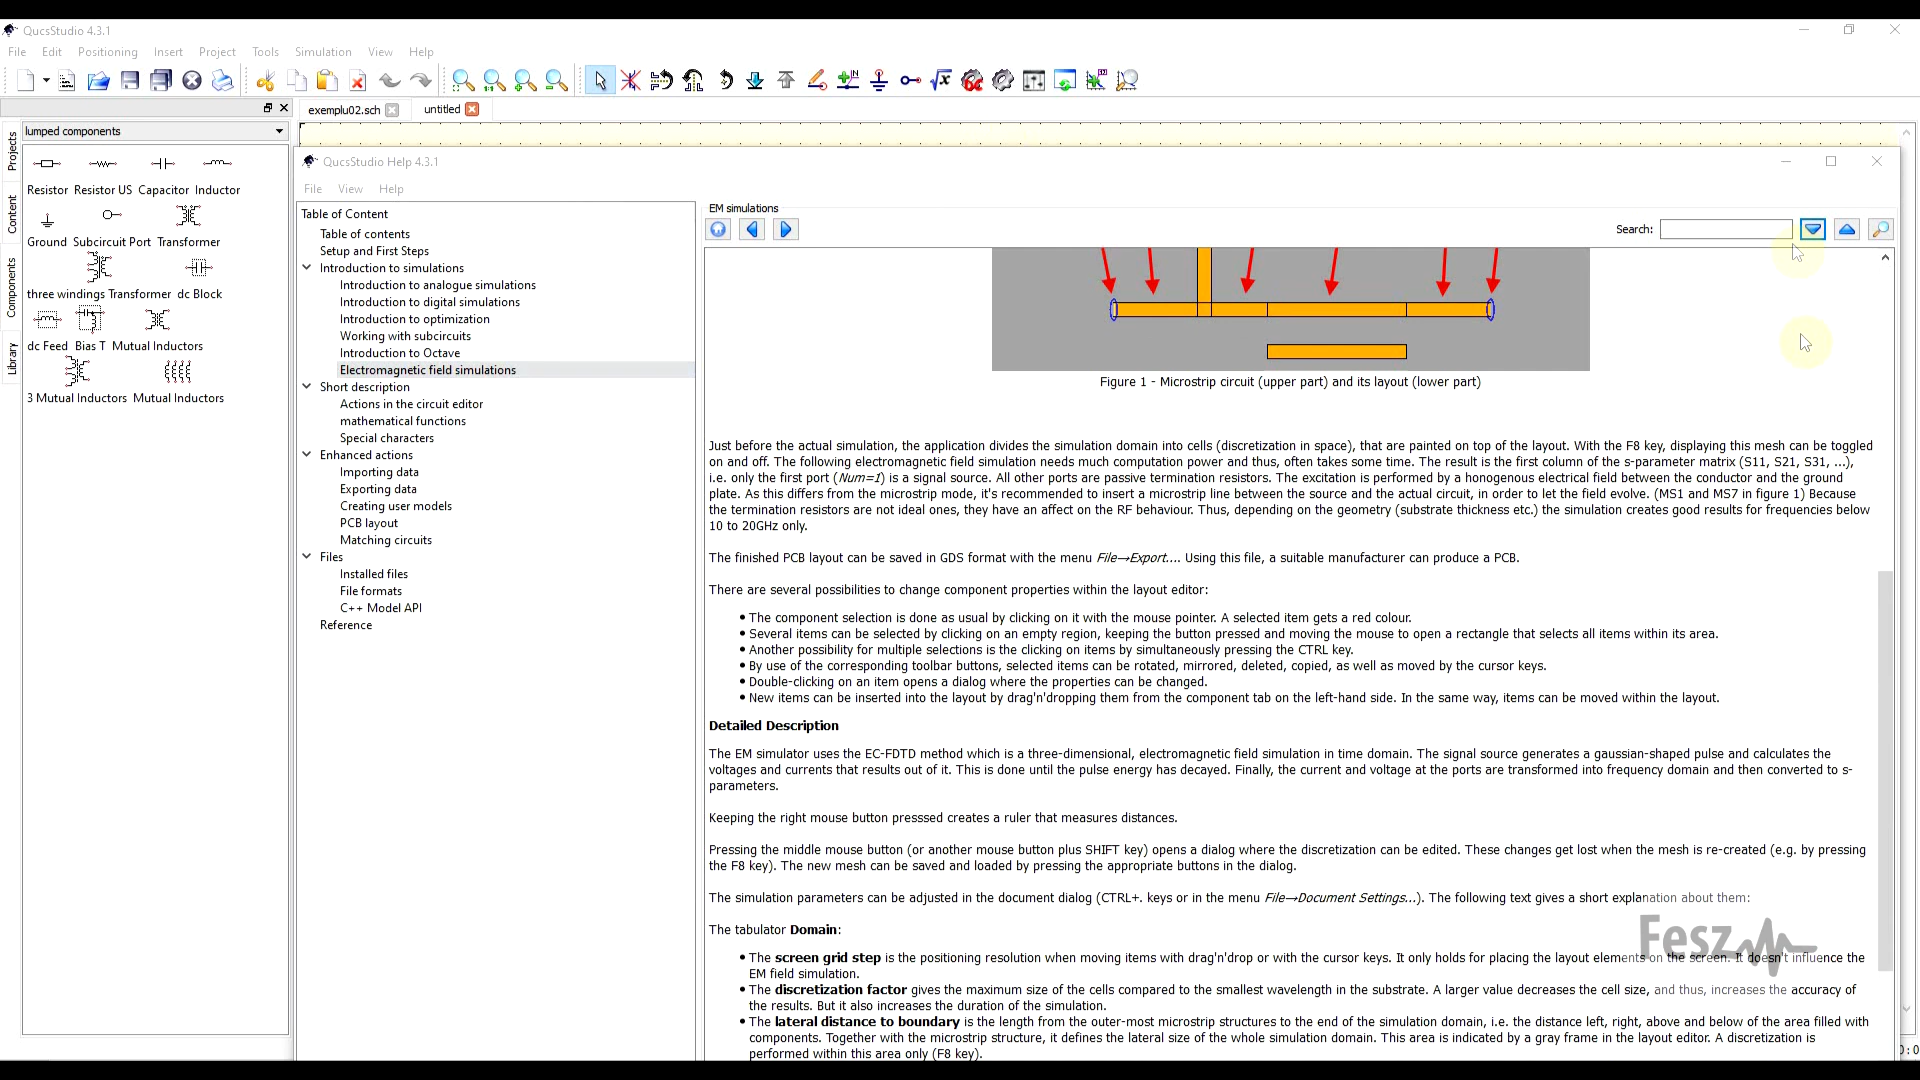 QucsStudio 4.3.1
File Edit Positioning Insert Project Tools Simulation View Help
exemplu02.sch untitled
lumped components
Projects
Content
Components
Library
Resistor Resistor US Capacitor Inductor
Ground Subcircuit Port Transformer
three windings Transformer dc Block
dc Feed Bias T Mutual Inductors
3 Mutual Inductors Mutual Inductors
QucsStudio Help 4.3.1
File View Help
Table of Content
Table of contents
Setup and First Steps
Introduction to simulations
Introduction to analogue simulations
Introduction to digital simulations
Introduction to optimization
Working with subcircuits
Introduction to Octave
Electromagnetic field simulations
Short description
Actions in the circuit editor
mathematical functions
Special characters
Enhanced actions
Importing data
Exporting data
Creating user models
PCB layout
Matching circuits
Files
Installed files
File formats
C++ Model API
Reference
EM simulations
Search:
Figure 1 - Microstrip circuit (upper part) and its layout (lower part)
Just before the actual simulation, the application divides the simulation domain into cells (discretization in space), that are painted on top of the layout. With the F8 key, displaying this mesh can be toggled
on and off. The following electromagnetic field simulation needs much computation power and thus, often takes some time. The result is the first column of the s-parameter matrix (S11, S21, S31, ...),
i.e. only the first port (Num=1) is a signal source. All other ports are passive termination resistors. The excitation is performed by a honogenous electrical field between the conductor and the ground
plate. As this differs from the microstrip mode, it's recommended to insert a microstrip line between the source and the actual circuit, in order to let the field evolve. (MS1 and MS7 in figure 1) Because
the termination resistors are not ideal ones, they have an affect on the RF behaviour. Thus, depending on the geometry (substrate thickness etc.) the simulation creates good results for frequencies below
10 to 20GHz only.
The finished PCB layout can be saved in GDS format with the menu File→Export.... Using this file, a suitable manufacturer can produce a PCB.
There are several possibilities to change component properties within the layout editor:
• The component selection is done as usual by clicking on it with the mouse pointer. A selected item gets a red colour.
• Several items can be selected by clicking on an empty region, keeping the button pressed and moving the mouse to open a rectangle that selects all items within its area.
• Another possibility for multiple selections is the clicking on items by simultaneously pressing the CTRL key.
• By use of the corresponding toolbar buttons, selected items can be rotated, mirrored, deleted, copied, as well as moved by the cursor keys.
• Double-clicking on an item opens a dialog where the properties can be changed.
• New items can be inserted into the layout by drag'n'dropping them from the component tab on the left-hand side. In the same way, items can be moved within the layout.
Detailed Description
The EM simulator uses the EC-FDTD method which is a three-dimensional, electromagnetic field simulation in time domain. The signal source generates a gaussian-shaped pulse and calculates the
voltages and currents that results out of it. This is done until the pulse energy has decayed. Finally, the current and voltage at the ports are transformed into frequency domain and then converted to s-
parameters.
Keeping the right mouse button presssed creates a ruler that measures distances.
Pressing the middle mouse button (or another mouse button plus SHIFT key) opens a dialog where the discretization can be edited. These changes get lost when the mesh is re-created (e.g. by pressing
the F8 key). The new mesh can be saved and loaded by pressing the appropriate buttons in the dialog.
The simulation parameters can be adjusted in the document dialog (CTRL+. keys or in the menu File→Document Settings...). The following text gives a short explanation about them:
The tabulator Domain:
• The screen grid step is the positioning resolution when moving items with drag'n'drop or with the cursor keys. It only holds for placing the layout elements on the screen. It doesn't influence the
EM field simulation.
• The discretization factor gives the maximum size of the cells compared to the smallest wavelength in the substrate. A larger value decreases the cell size, and thus, increases the accuracy of
the results. But it also increases the duration of the simulation.
• The lateral distance to boundary is the length from the outer-most microstrip structures to the end of the simulation domain, i.e. the distance left, right, above and below of the area filled with
components. Together with the microstrip structure, it defines the lateral size of the whole simulation domain. This area is indicated by a gray frame in the layout editor. A discretization is
performed within this area only (F8 key).
Fesz